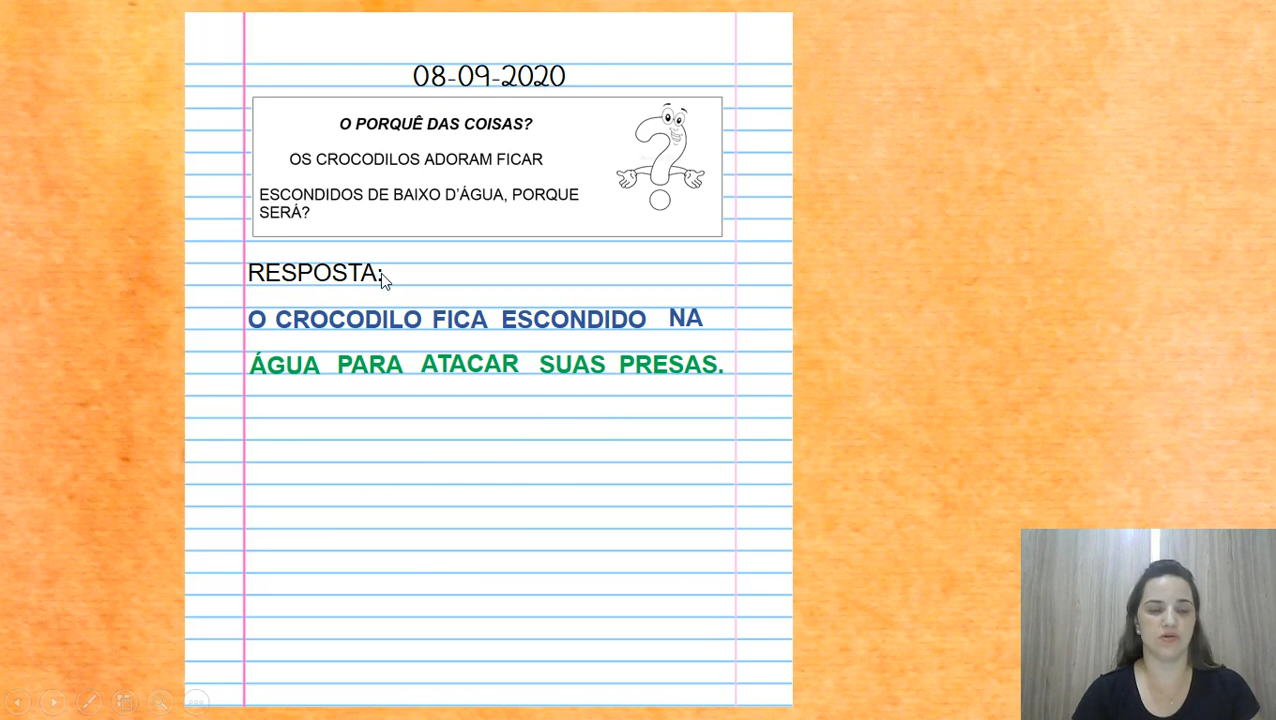 08-09-2020
O PORQUÊ DAS COISAS?
OS CROCODILOS ADORAM FICAR
ESCONDIDOS DE BAIXO D'ÁGUA, PORQUE
SERÁ?
RESPOSTA:
O CROCODILO FICA ESCONDIDO NA
ÁGUA PARA ATACAR SUAS PRESAS.